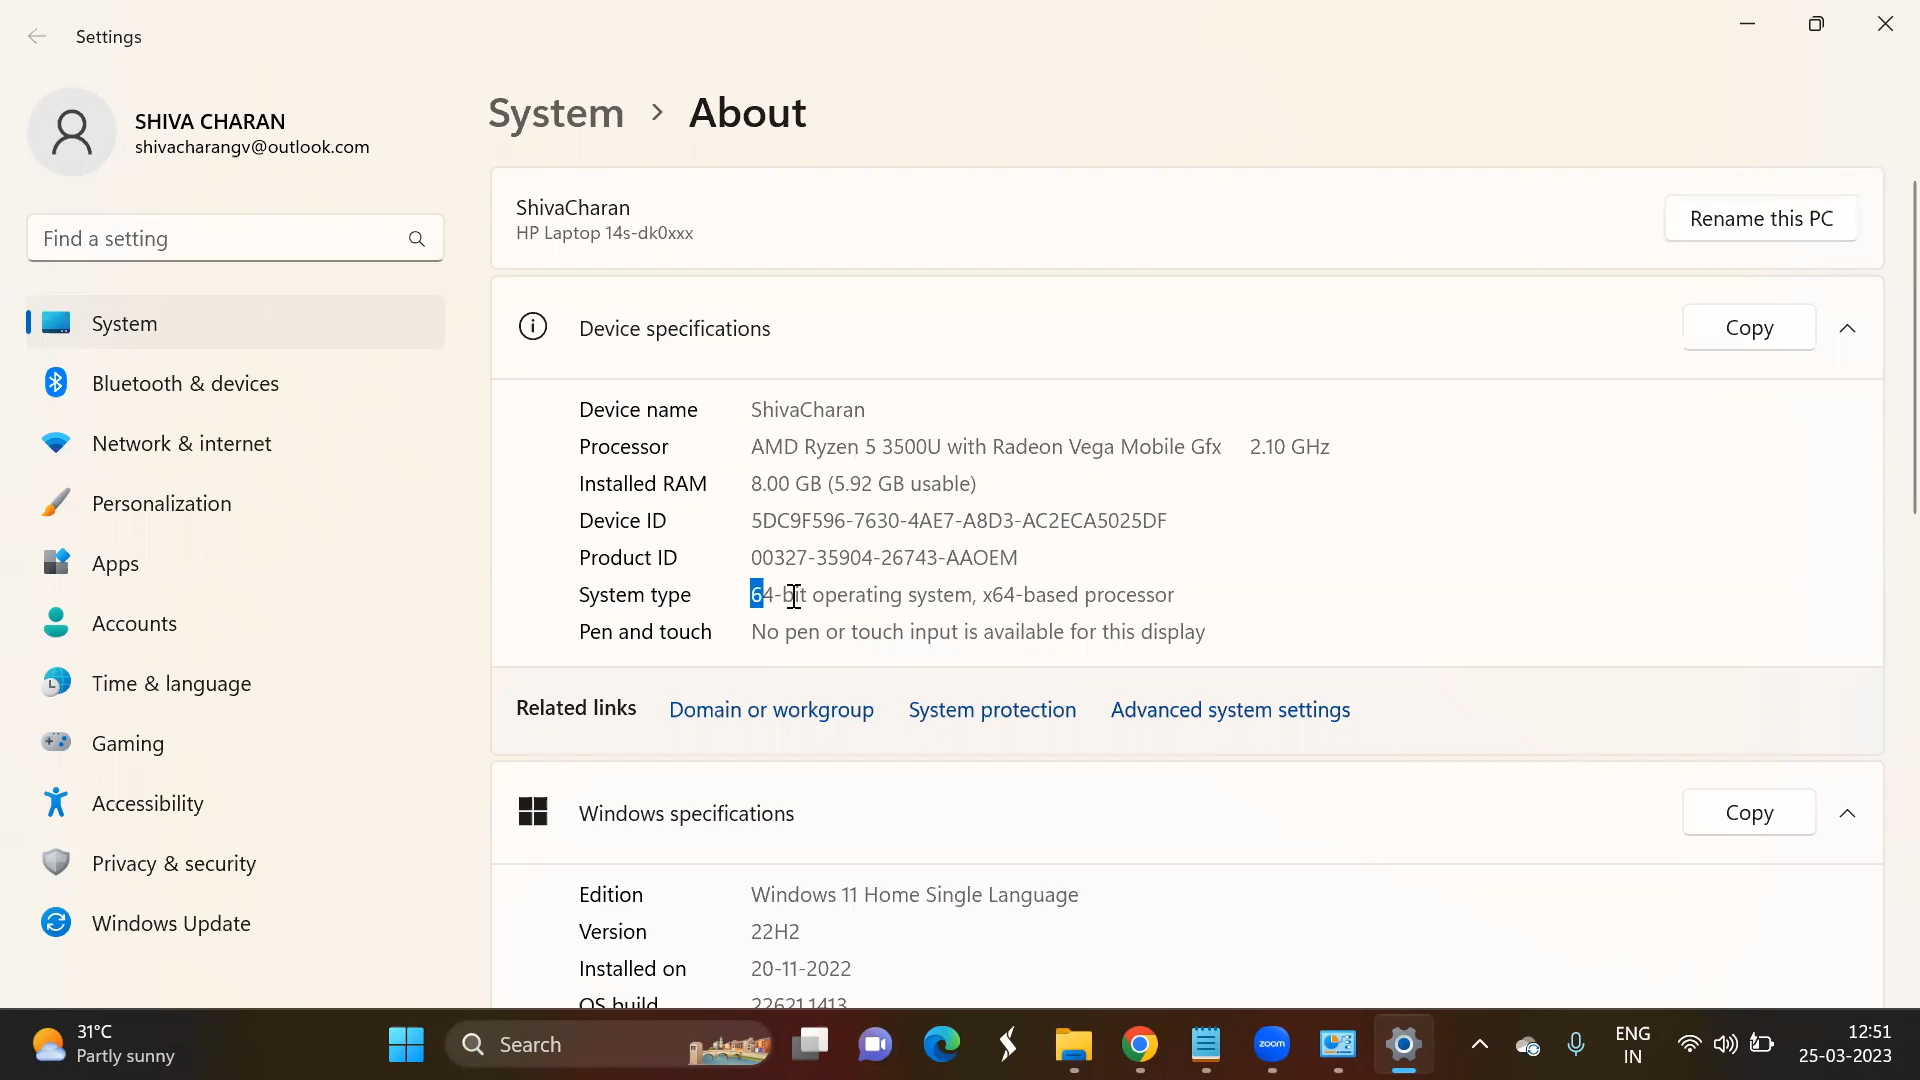 Settings
SHIVA CHARAN
shivacharangv@outlook.com
Find a setting
System
Bluetooth & devices
Network & internet
Personalization
Apps
Accounts
Time & language
Gaming
Accessibility
Privacy & security
Windows Update
System > About
ShivaCharan
HP Laptop 14s-dk0xxx
Rename this PC
Device specifications
Copy
Device name ShivaCharan
Processor AMD Ryzen 5 3500U with Radeon Vega Mobile Gfx 2.10 GHz
Installed RAM 8.00 GB (5.92 GB usable)
Device ID 5DC9F596-7630-4AE7-A8D3-AC2ECA5025DF
Product ID 00327-35904-26743-AAOEM
System type 64-bit operating system, x64-based processor
Pen and touch No pen or touch input is available for this display
Related links Domain or workgroup System protection Advanced system settings
Windows specifications
Copy
Edition Windows 11 Home Single Language
Version 22H2
Installed on 20-11-2022
OS build 22621.1413
31°C
Partly sunny
Search
zoom
ENG
IN
12:51
25-03-2023